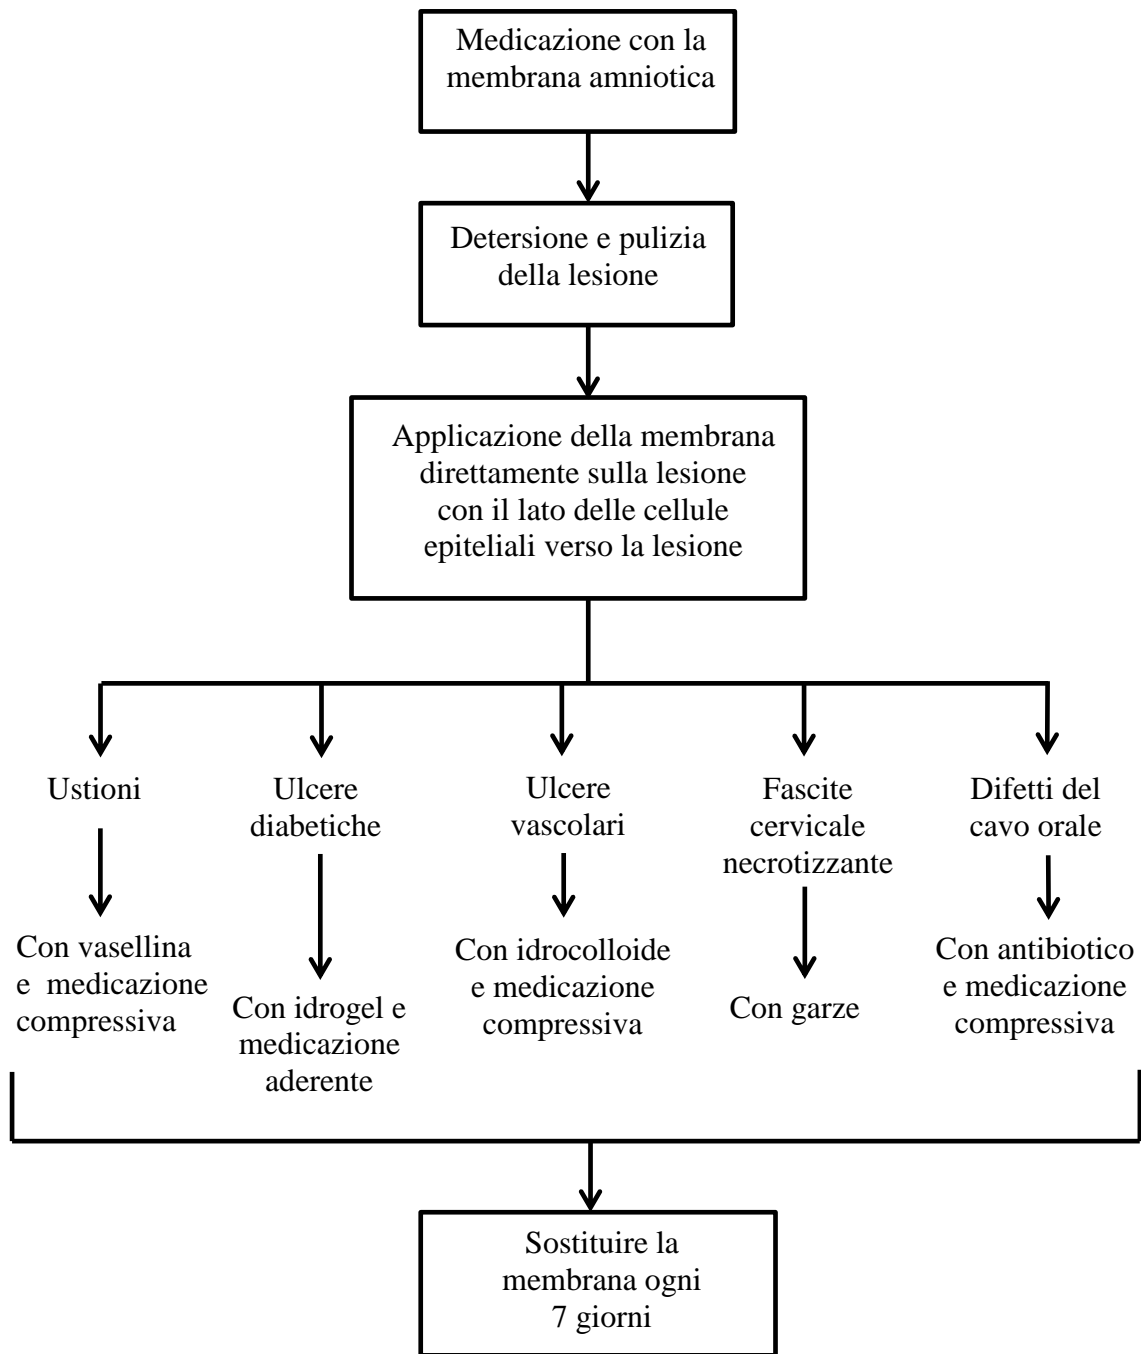 Medicazione con la
membrana amniotica
Detersione e pulizia
della lesione
Applicazione della membrana
direttamente sulla lesione
con il lato delle cellule
epiteliali verso la lesione
Ustioni
Ulcere
diabetiche
Ulcere
vascolari
Fascite
cervicale
necrotizzante
Difetti del
cavo orale
Con vasellina
e medicazione
compressiva
Con idrogel e
medicazione
aderente
Con idrocolloide
e medicazione
compressiva
Con garze
Con antibiotico
e medicazione
compressiva
Sostituire la
membrana ogni
7 giorni